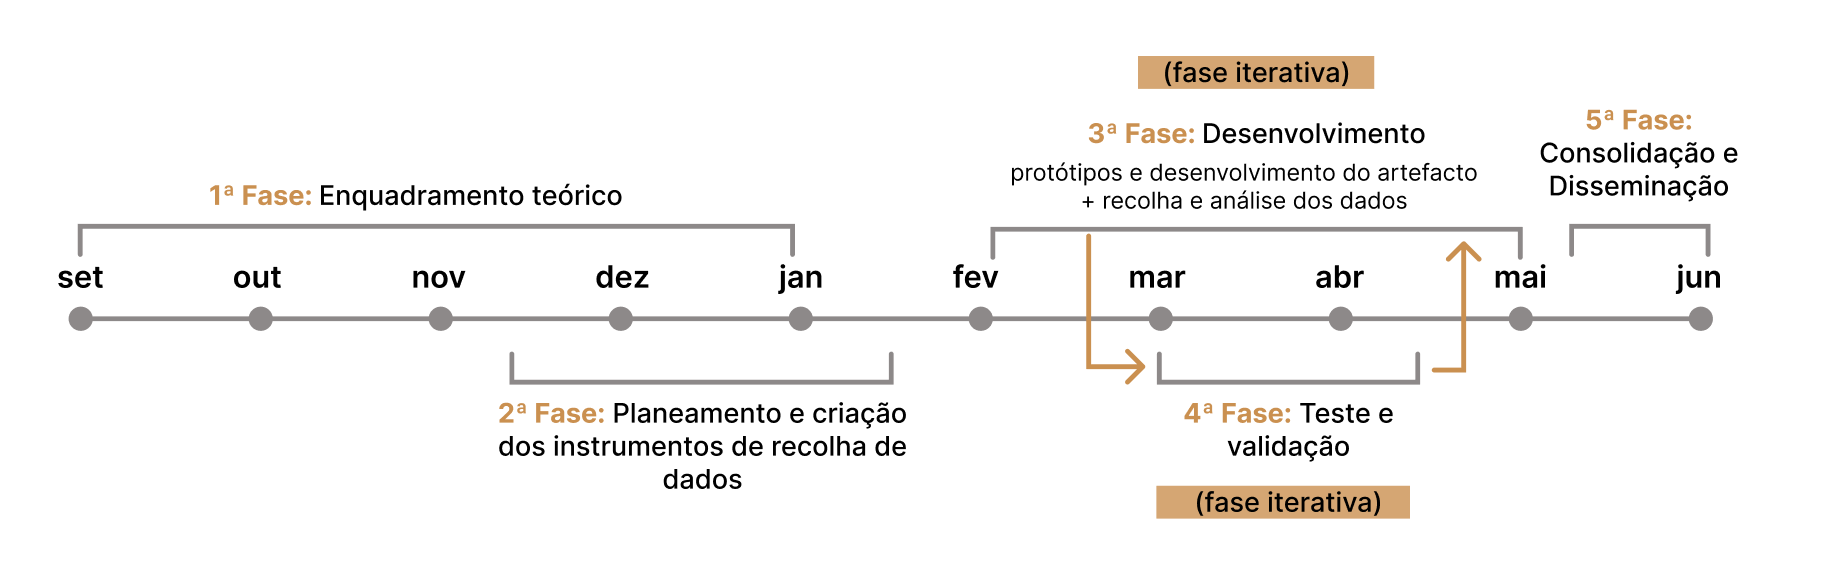 (fase iterativa)
3ª Fase: Desenvolvimento
protótipos e desenvolvimento do artefacto
+ recolha e análise dos dados
5ª Fase:
Consolidação e
Disseminação
1ª Fase: Enquadramento teórico
set out nov dez jan fev mar abr mai jun
2ª Fase: Planeamento e criação
dos instrumentos de recolha de
dados
4ª Fase: Teste e
validação
(fase iterativa)